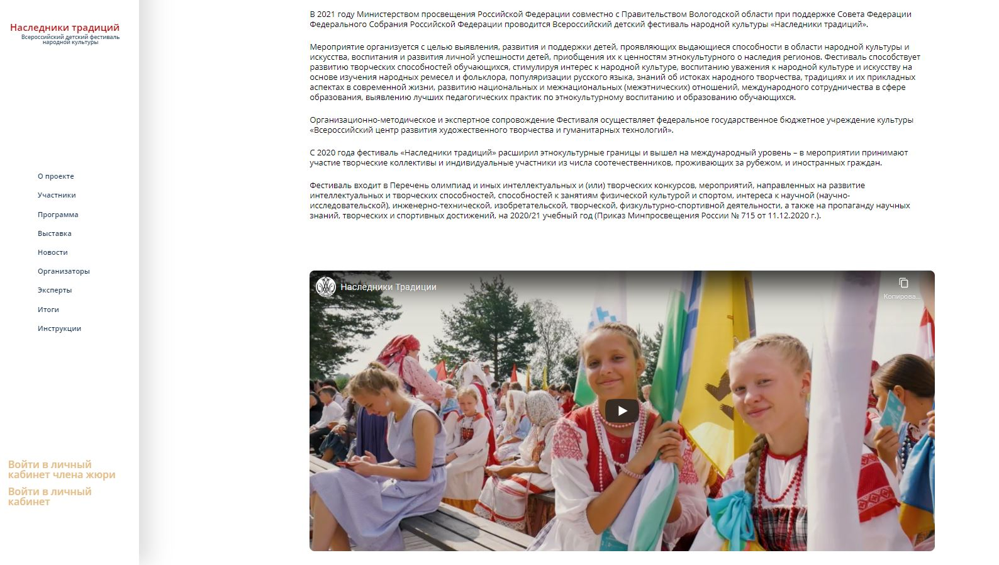 Наследники традиций
Всероссийский детский фестиваль
народной культуры
О проекте
Участники
Программа
Выставка
Новости
Организаторы
Эксперты
Итоги
Инструкции
Войти в личный
кабинет члена жюри
Войти в личный
кабинет
В 2021 году Министерством просвещения Российской Федерации совместно с Правительством Вологодской области при поддержке Совета Федерации
Федерального Собрания Российской Федерации проводится Всероссийский детский фестиваль народной культуры «Наследники традиций».
Мероприятие организуется с целью выявления, развития и поддержки детей, проявляющих выдающиеся способности в области народной культуры и
искусства, воспитания и развития личной успешности детей, приобщения их к ценностям этнокультурного о наследия регионов. Фестиваль способствует
развитию творческих способностей обучающихся, стимулируя интерес к народной культуре, воспитанию уважения к народной культуре и искусству на
основе изучения народных ремесел и фольклора, популяризации русского языка, знаний об истоках народного творчества, традициях и их прикладных
аспектах в современной жизни, развитию национальных и межнациональных (межэтнических) отношений, международного сотрудничества в сфере
образования, выявлению лучших педагогических практик по этнокультурному воспитанию и образованию обучающихся.
Организационно-методическое и экспертное сопровождение Фестиваля осуществляет федеральное государственное бюджетное учреждение культуры
«Всероссийский центр развития художественного творчества и гуманитарных технологий».
С 2020 года фестиваль «Наследники традиций» расширил этнокультурные границы и вышел на международный уровень – в мероприятии принимают
участие творческие коллективы и индивидуальные участники из числа соотечественников, проживающих за рубежом, и иностранных граждан.
Фестиваль входит в Перечень олимпиад и иных интеллектуальных и (или) творческих конкурсов, мероприятий, направленных на развитие
интеллектуальных и творческих способностей, способностей к занятиям физической культурой и спортом, интереса к научной (научно-
исследовательской), инженерно-технической, изобретательской, творческой, физкультурно-спортивной деятельности, а также на пропаганду научных
знаний, творческих и спортивных достижений, на 2020/21 учебный год (Приказ Минпросвещения России № 715 от 11.12.2020 г.).
Наследники Традиции
Копирова...